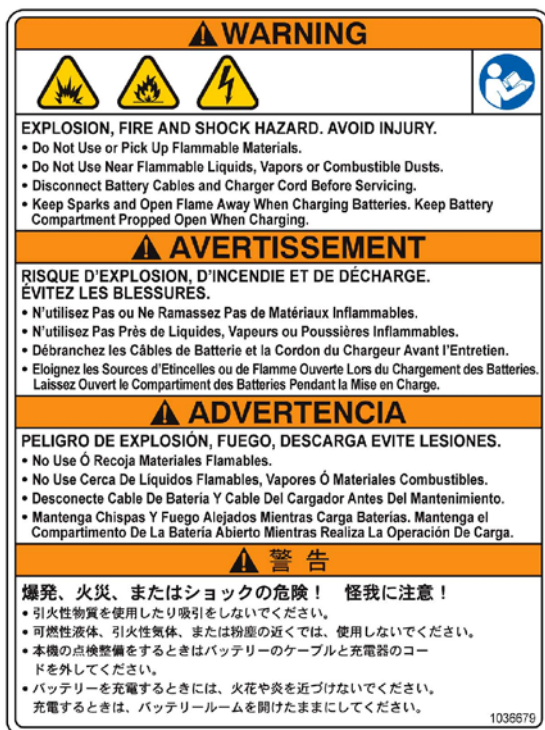 WARNING
EXPLOSION, FIRE AND SHOCK HAZARD. AVOID INJURY.
• Do Not Use or Pick Up Flammable Materials.
• Do Not Use Near Flammable Liquids, Vapors or Combustible Dusts.
• Disconnect Battery Cables and Charger Cord Before Servicing.
• Keep Sparks and Open Flame Away When Charging Batteries. Keep Battery
Compartment Propped Open When Charging.
AVERTISSEMENT
RISQUE D'EXPLOSION, D'INCENDIE ET DE DÉCHARGE.
ÉVITEZ LES BLESSURES.
• N'utilisez Pas ou Ne Ramassez Pas de Matériaux Inflammables.
• N'utilisez Pas Près de Liquides, Vapeurs ou Poussières Inflammables.
• Débranchez les Câbles de Batterie et la Cordon du Chargeur Avant l'Entretien.
• Eloignez les Sources d'Etincelles ou de Flamme Ouverte Lors du Chargement des Batteries.
Laissez Ouvert le Compartiment des Batteries Pendant la Mise en Charge.
ADVERTENCIA
PELIGRO DE EXPLOSIÓN, FUEGO, DESCARGA EVITE LESIONES.
• No Use Ó Recoja Materiales Flamables.
• No Use Cerca De Líquidos Flamables, Vapores Ó Materiales Combustibles.
• Desconecte Cable De Batería Y Cable Del Cargador Antes Del Mantenimiento.
• Mantenga Chispas Y Fuego Alejados Mientras Carga Baterías. Mantenga el
Compartimento De La Batería Abierto Mientras Realiza La Operación De Carga.
警告
爆発、火災、またはショックの危険！ 怪我に注意！
• 引火性物質を使用したり吸引をしないでください。
• 可燃性液体、引火性気体、または粉塵の近くでは、使用しないでください。
• 本機の点検整備をするときはバッテリーのケーブルと充電器のコー
ドを外してください。
• バッテリーを充電するときには、火花や炎を近づけないでください。
充電するときは、バッテリールームを開けたままにしてください。
1036679